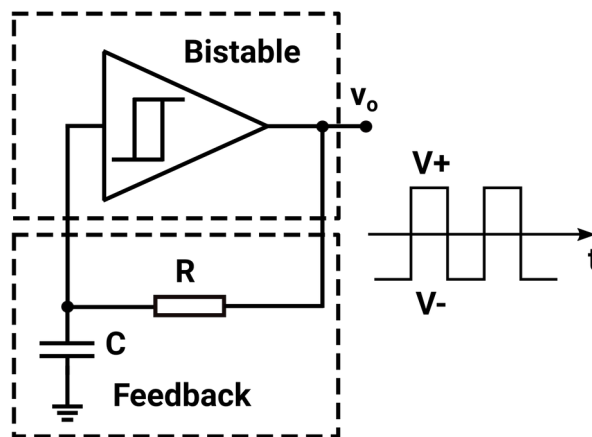 Bistable
vₒ
V+
R
t
V-
C
Feedback